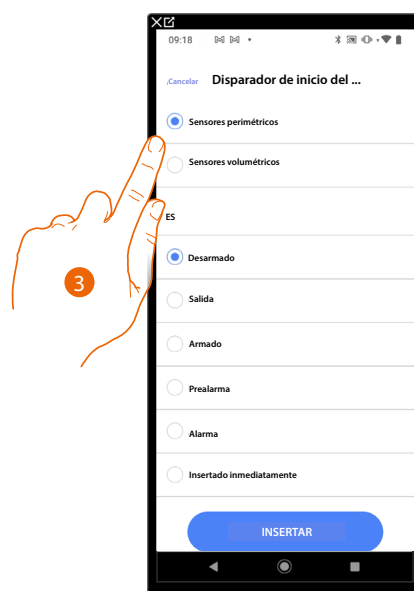 09:18
Cancelar Disparador de inicio del ...
Sensores perimétricos
Sensores volumétricos
ES
Desarmado
Salida
3
Armado
Prealarma
Alarma
Insertado inmediatamente
INSERTAR